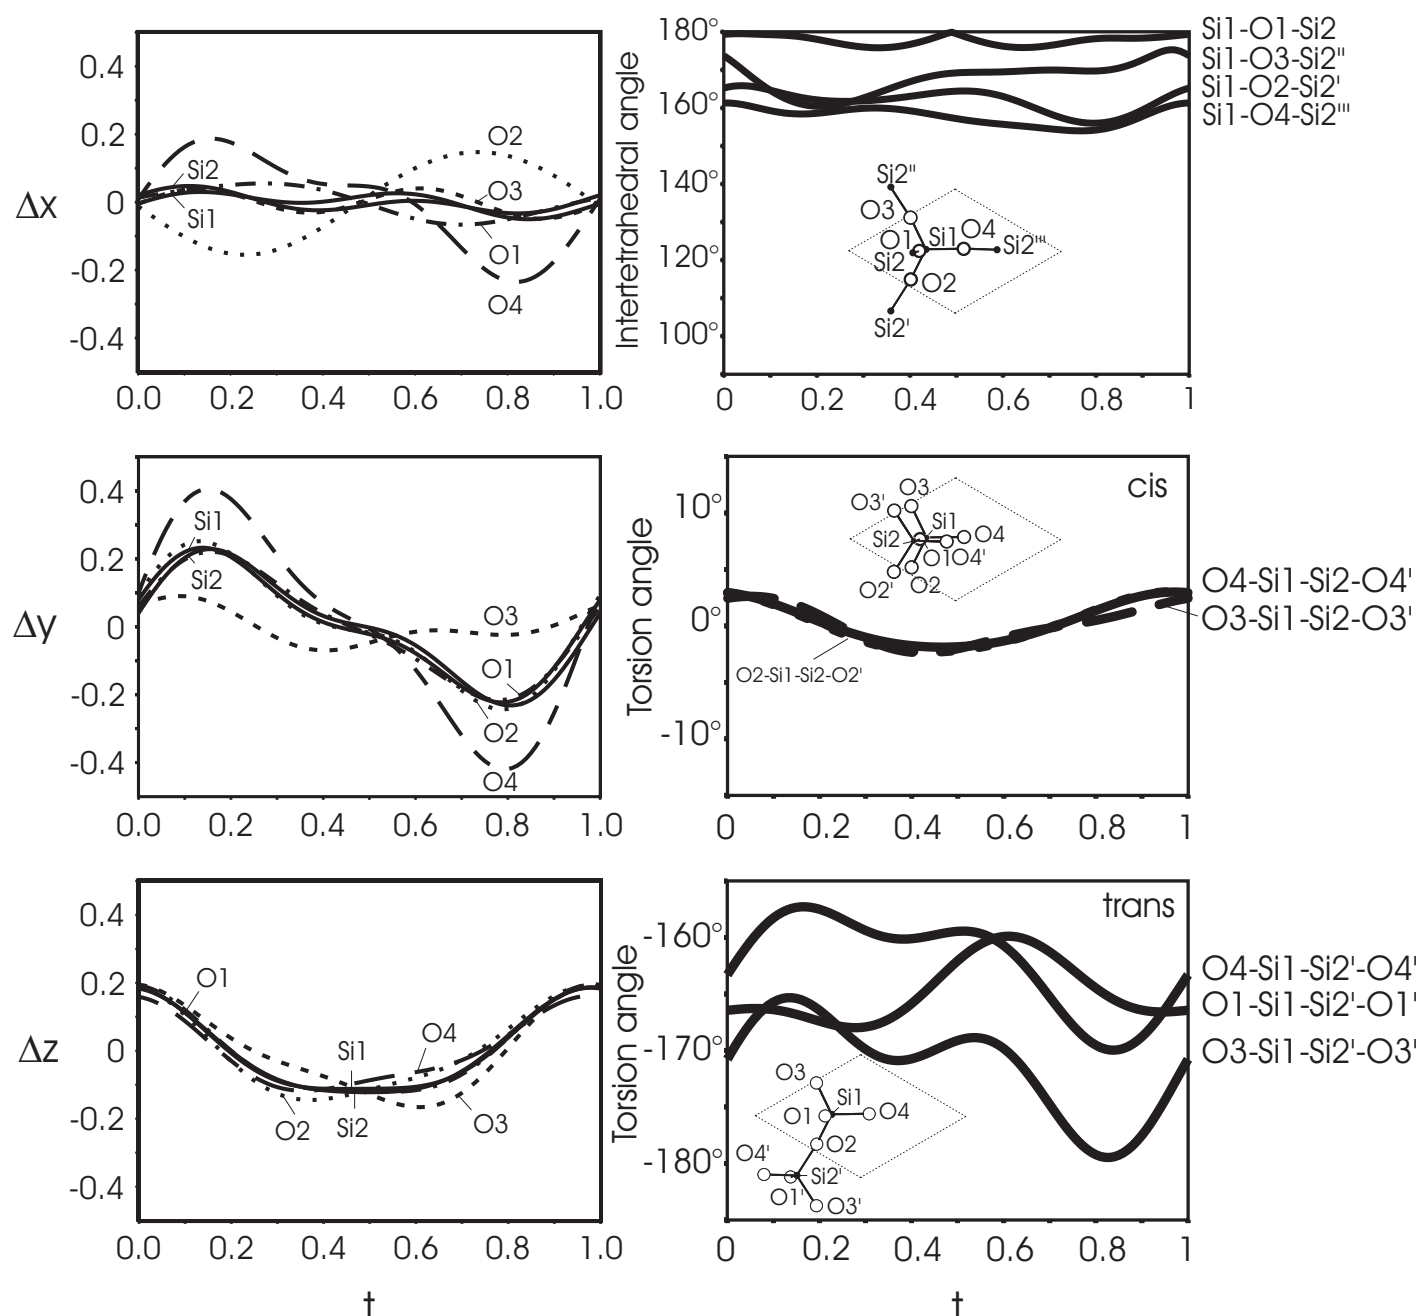 0.4
0.2
0
-0.2
-0.4
Δx
Si2
Si1
O2
O3
O1
O4
0.0 0.2 0.4 0.6 0.8 1.0
180°
160°
140°
120°
100°
Intertetrahedral angle
Si1-O1-Si2
Si1-O3-Si2"
Si1-O2-Si2'
Si1-O4-Si2'''
Si2"
O3
O1 Si1 O4
Si2 Si2'''
O2
Si2'
0 0.2 0.4 0.6 0.8 1
0.4
0.2
0
-0.2
-0.4
Δy
Si1
Si2
O3
O1
O2
O4
0.0 0.2 0.4 0.6 0.8 1.0
10°
0°
-10°
Torsion angle
cis
O3
O3'
Si1
Si2 O4
O1 O4'
O2' O2
O2-Si1-Si2-O2'
O4-Si1-Si2-O4'
O3-Si1-Si2-O3'
0 0.2 0.4 0.6 0.8 1
0.4
0.2
0
-0.2
-0.4
Δz
O1
Si1
O4
O2
Si2
O3
0.0 0.2 0.4 0.6 0.8 1.0
t
-160°
-170°
-180°
Torsion angle
trans
O3
Si1
O1 O4
O2
O4'
Si2'
O1'
O3'
O4-Si1-Si2'-O4'
O1-Si1-Si2'-O1'
O3-Si1-Si2'-O3'
0 0.2 0.4 0.6 0.8 1
t